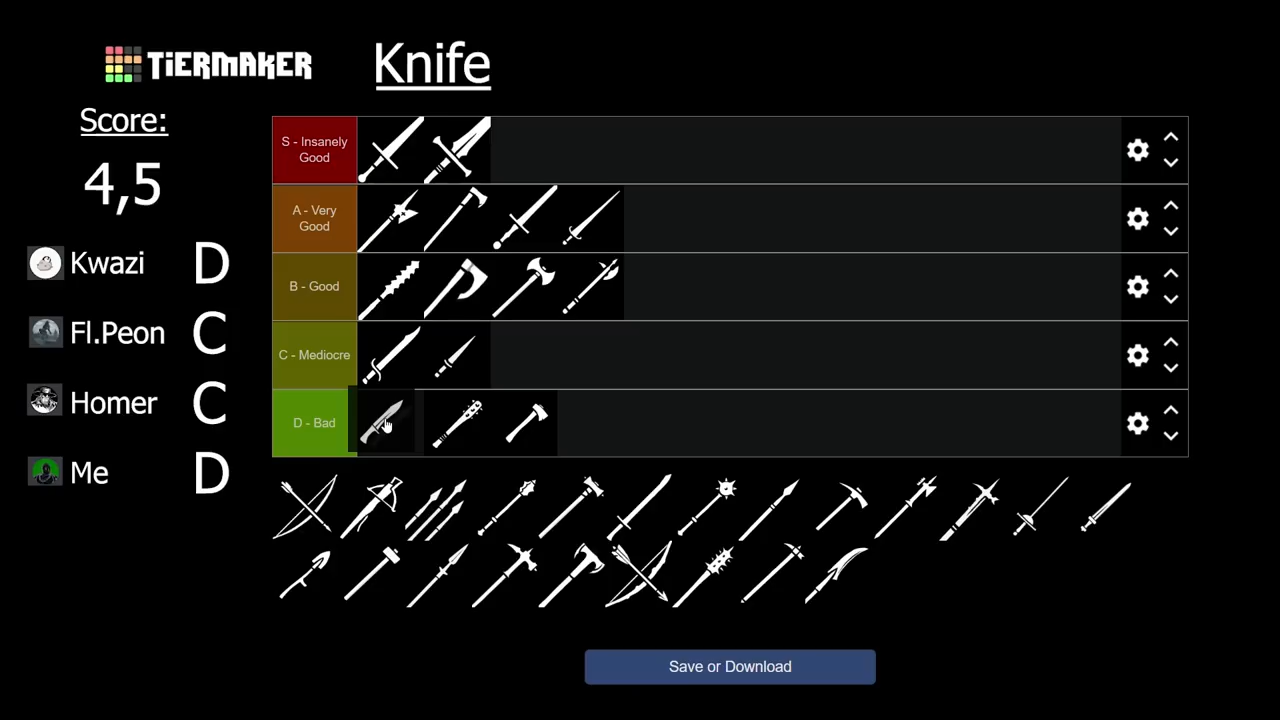 TiERMAKER
Knife
Score:
4,5
Kwazi D
Fl.Peon C
Homer C
Me D
S - Insanely
Good
A - Very
Good
B - Good
C - Mediocre
D - Bad
Save or Download